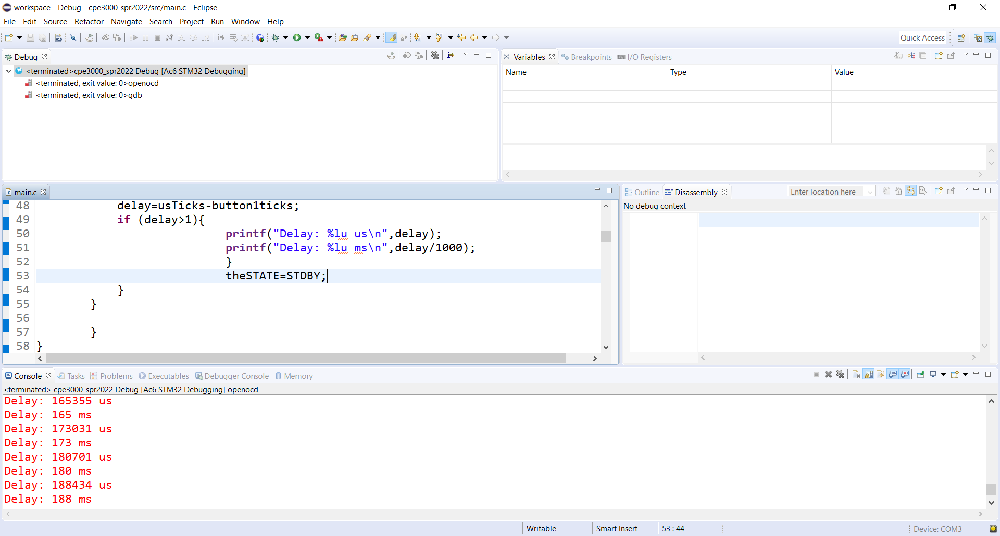 workspace - Debug - cpe3000_spr2022/src/main.c - Eclipse
File Edit Source Refactor Navigate Search Project Run Window Help
Quick Access
Debug
<terminated>cpe3000_spr2022 Debug [Ac6 STM32 Debugging]
<terminated, exit value: 0>openocd
<terminated, exit value: 0>gdb
(x)= Variables Breakpoints I/O Registers
Name Type Value
main.c
48 delay=usTicks-button1ticks;
49 if (delay>1){
50 printf("Delay: %lu us\n",delay);
51 printf("Delay: %lu ms\n",delay/1000);
52 }
53 theSTATE=STDBY;
54 }
55 }
56
57 }
58 }
Outline Disassembly Enter location here
No debug context
Console Tasks Problems Executables Debugger Console Memory
<terminated> cpe3000_spr2022 Debug [Ac6 STM32 Debugging] openocd
Delay: 165355 us
Delay: 165 ms
Delay: 173031 us
Delay: 173 ms
Delay: 180701 us
Delay: 180 ms
Delay: 188434 us
Delay: 188 ms
Writable Smart Insert 53 : 44 Device: COM3